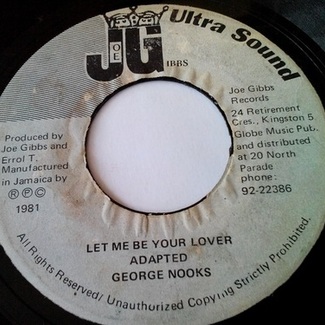 JOE GIBBS
Ultra Sound
Produced by
Joe Gibbs and
Errol T.
Manufactured
in Jamaica by
Ⓡ Ⓟ Ⓒ
1981
Joe Gibbs
Records
24 Retirement
Cres., Kingston 5
Globe Music Pub.
and distributed
at 20 North
Parade
phone:
92-22386
LET ME BE YOUR LOVER
ADAPTED
GEORGE NOOKS
All Rights Reserved/ Unauthorized Copying Strictly Prohibited.